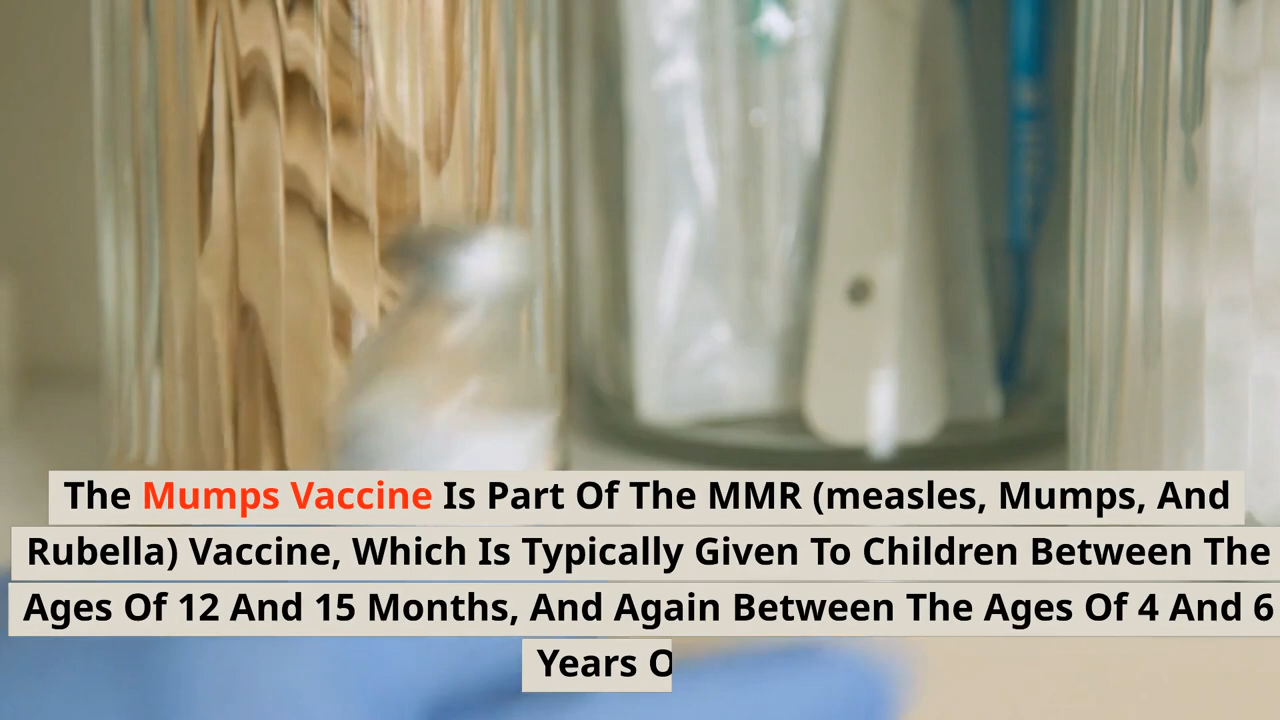 The Mumps Vaccine Is Part Of The MMR (measles, Mumps, And
Rubella) Vaccine, Which Is Typically Given To Children Between The
Ages Of 12 And 15 Months, And Again Between The Ages Of 4 And 6
Years O